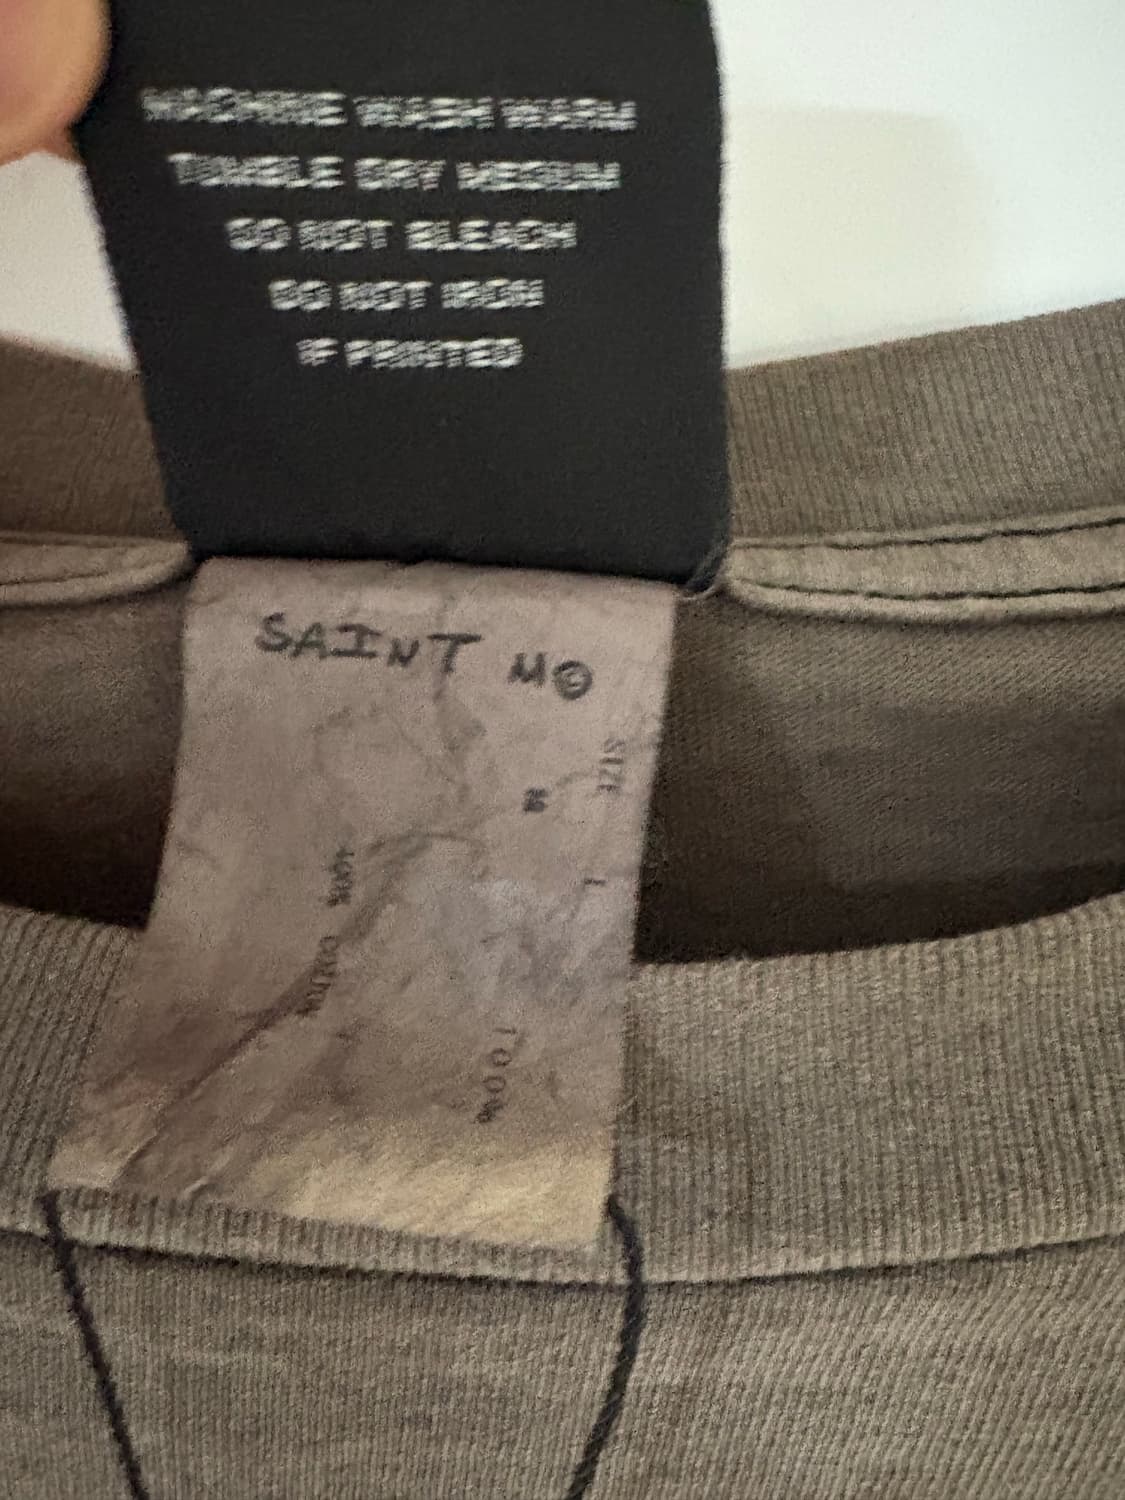 MACHINE WASH WARM
TUMBLE DRY MEDIUM
DO NOT BLEACH
DO NOT IRON
IF PRINTED
SAINT M©
SIZE
L
100%